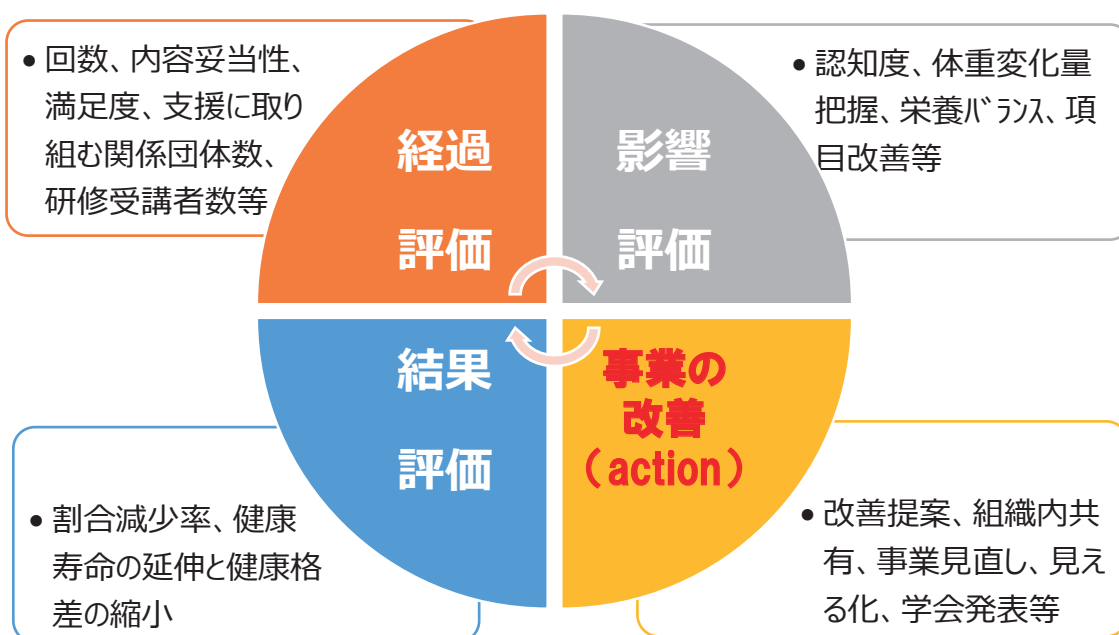 • 回数、内容妥当性、
満足度、支援に取り
組む関係団体数、
研修受講者数等
経過
評価
影響
評価
• 認知度、体重変化量
把握、栄養ﾊﾞﾗﾝｽ、項
目改善等
結果
評価
• 割合減少率、健康
寿命の延伸と健康格
差の縮小
事業の
改善
（action）
• 改善提案、組織内共
有、事業見直し、見え
る化、学会発表等